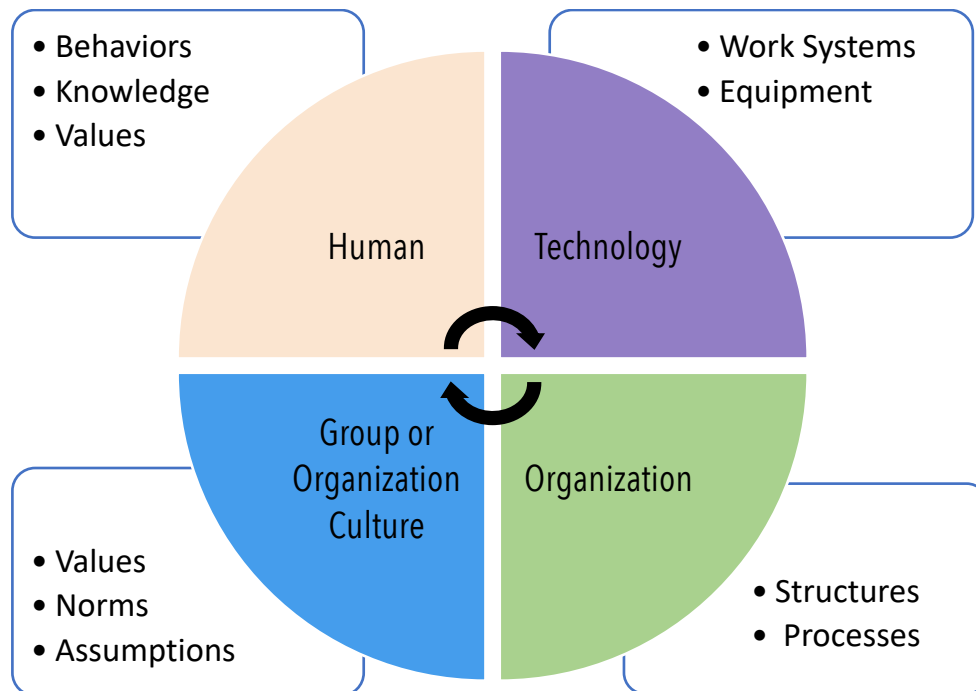 • Behaviors
• Knowledge
• Values
• Work Systems
• Equipment
Human
Technology
Group or
Organization
Culture
Organization
• Values
• Norms
• Assumptions
• Structures
• Processes